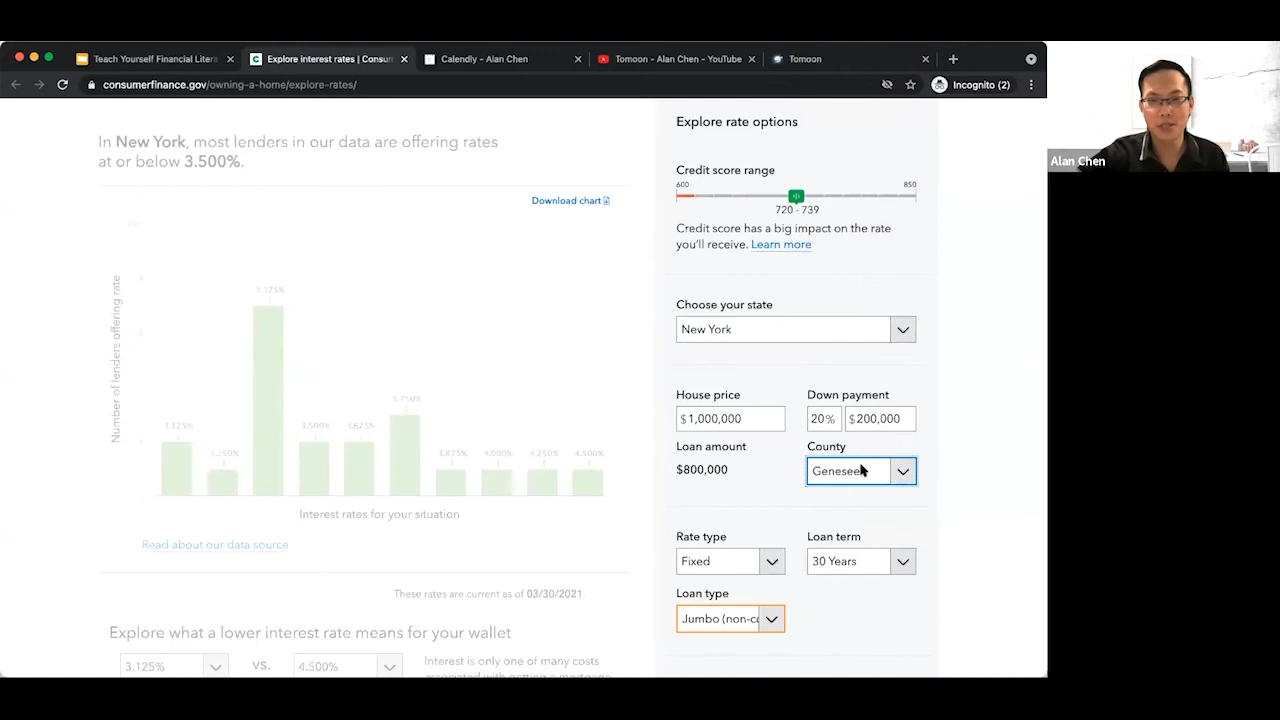 Teach Yourself Financial Litera
Explore interest rates | Consun
Calendly - Alan Chen
Tomoon - Alan Chen - YouTube
Tomoon
consumerfinance.gov/owning-a-home/explore-rates/
Incognito (2)
Alan Chen
In New York, most lenders in our data are offering rates
at or below 3.500%.
Download chart
Number of lenders offering rate
3.125%
3.250%
3.375%
3.500%
3.625%
3.750%
3.875%
4.000%
4.250%
4.500%
Interest rates for your situation
Read about our data source
These rates are current as of 03/30/2021.
Explore what a lower interest rate means for your wallet
3.125%
VS.
4.500%
Interest is only one of many costs
associated with getting a mortgage
Explore rate options
Credit score range
600
850
720 - 739
Credit score has a big impact on the rate
you'll receive. Learn more
Choose your state
New York
House price
Down payment
$1,000,000
20%
$200,000
Loan amount
County
$800,000
Genesee
Rate type
Loan term
Fixed
30 Years
Loan type
Jumbo (non-c